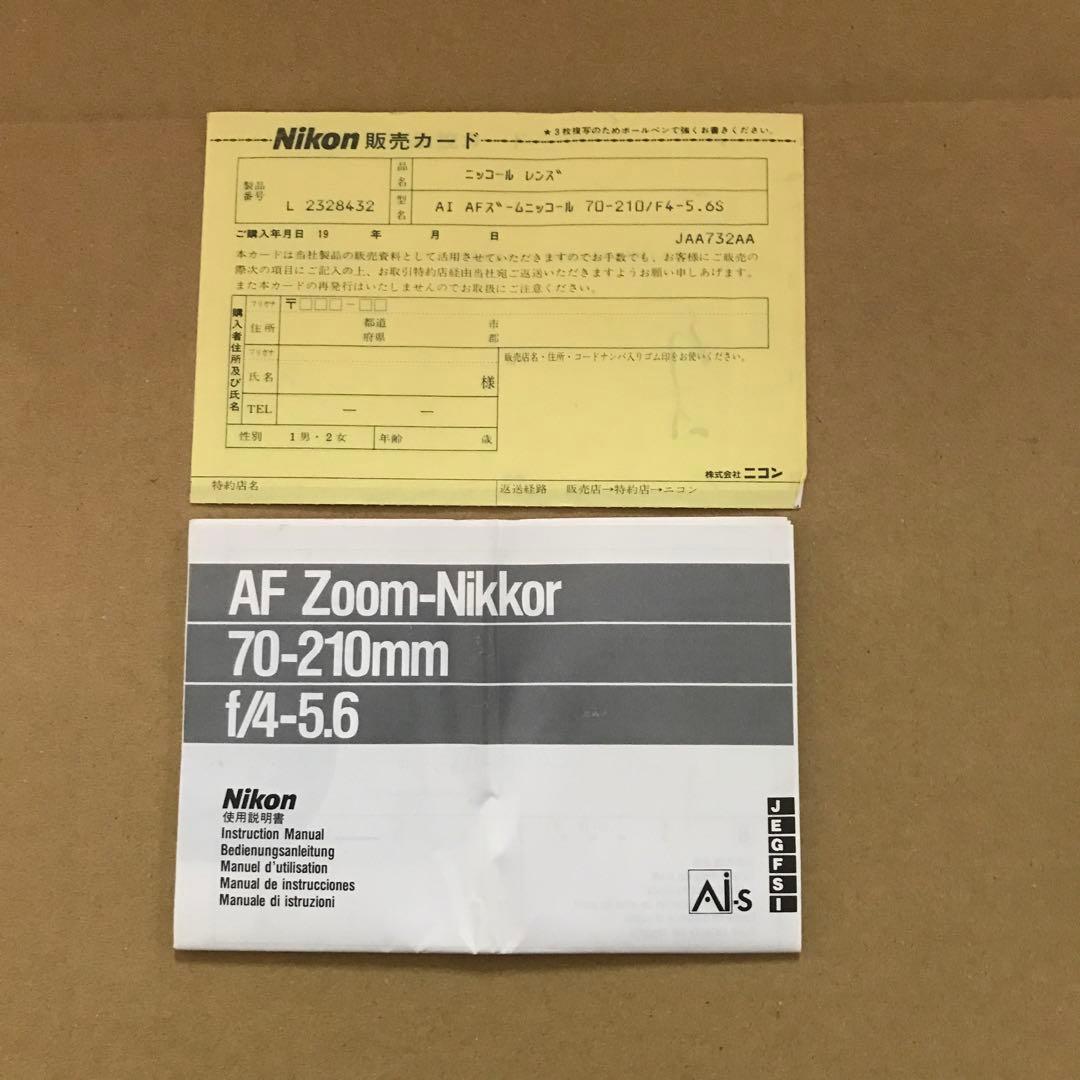 Nikon 販売カード
★3枚複写のためボールペンで強くお書きください。
製品番号 L 2328432
品名 ニッコール レンズ
型名 AI AFズームニッコール 70-210/F4-5.6S
ご購入年月日 19 年 月 日
JAA732AA
本カードは当社製品の販売資料として活用させていただきますのでお手数でも、お客様にご販売の
際次の項目にご記入の上、お取引特約店経由当社宛ご返送いただきますようお願い申しあげます。
また本カードの再発行はいたしませんのでお取扱にご注意ください。
購入者住所及び氏名
フリガナ 〒□□□-□□
住所 都道府県 市郡
フリガナ
氏名 様
TEL — —
性別 1男・2女 年齢 歳
販売店名・住所・コードナンバ入りゴム印をお使いください。
株式会社 ニコン
特約店名
返送経路 販売店→特約店→ニコン
AF Zoom-Nikkor
70-210mm
f/4-5.6
Nikon
使用説明書
Instruction Manual
Bedienungsanleitung
Manuel d'utilisation
Manual de instrucciones
Manuale di istruzioni
Ai-s
J
E
G
F
S
I